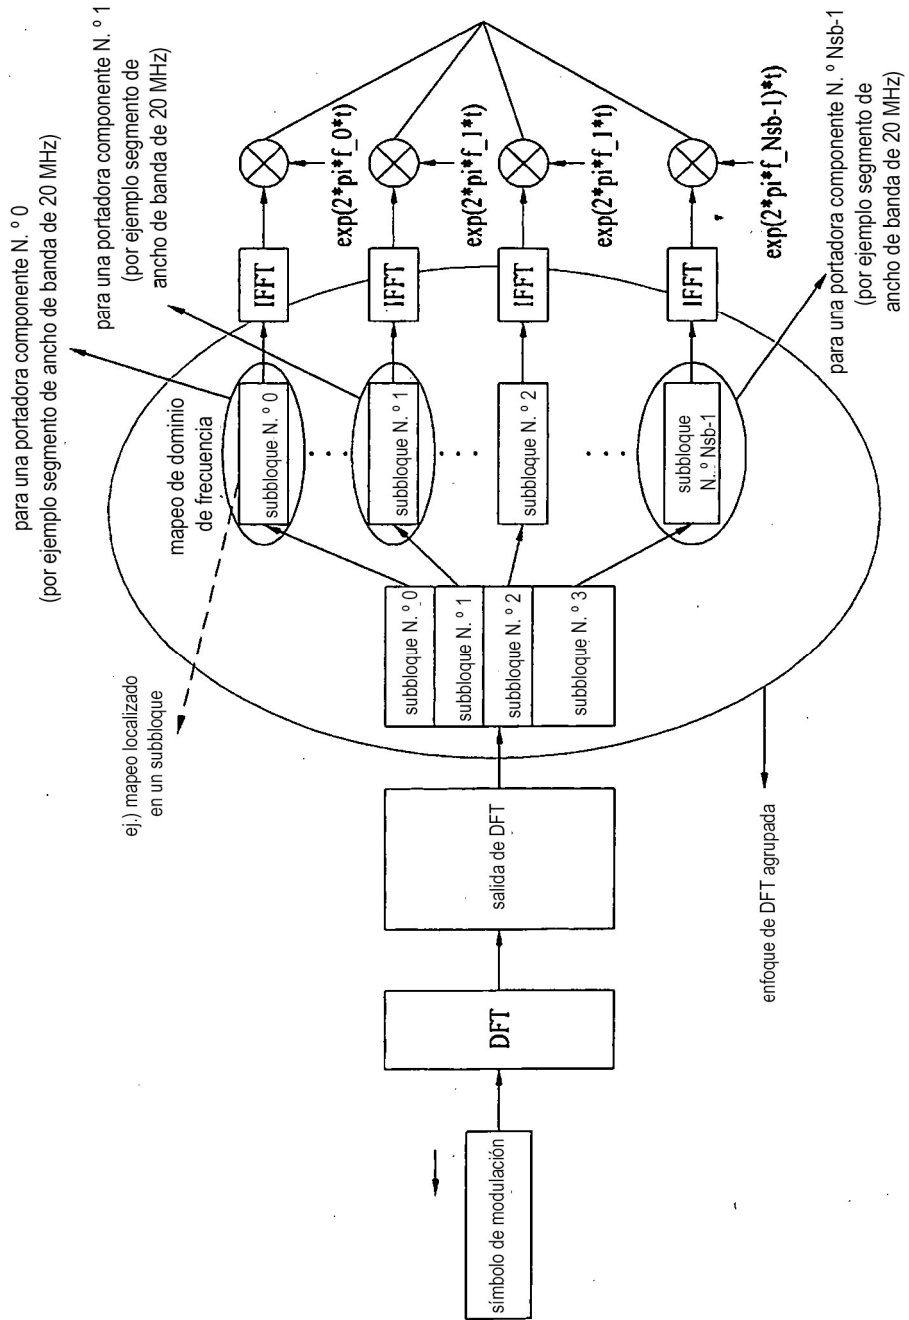 para una portadora componente N. º 0
(por ejemplo segmento de ancho de banda de 20 MHz)
para una portadora componente N. º 1
(por ejemplo segmento de
ancho de banda de 20 MHz)
mapeo de dominio
de frecuencia
ej.) mapeo localizado
en un subbloque
símbolo de modulación
DFT
salida de DFT
subbloque N. º 0
subbloque N. º 1
subbloque N. º 2
subbloque N. º 3
subbloque N. º 0
IFFT
exp(2*pi*f_0*t)
subbloque N. º 1
IFFT
exp(2*pi*f_1*t)
subbloque N. º 2
IFFT
exp(2*pi*f_1*t)
subbloque
N. º Nsb-1
IFFT
exp(2*pi*f_Nsb-1)*t)
enfoque de DFT agrupada
para una portadora componente N. º Nsb-1
(por ejemplo segmento de
ancho de banda de 20 MHz)